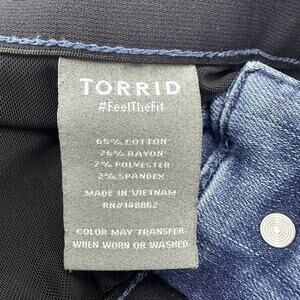 TORRID
#FeelTheFit
65% COTTON
26% RAYON
7% POLYESTER
2% SPANDEX
MADE IN VIETNAM
RN#148862
COLOR MAY TRANSFER
WHEN WORN OR WASHED